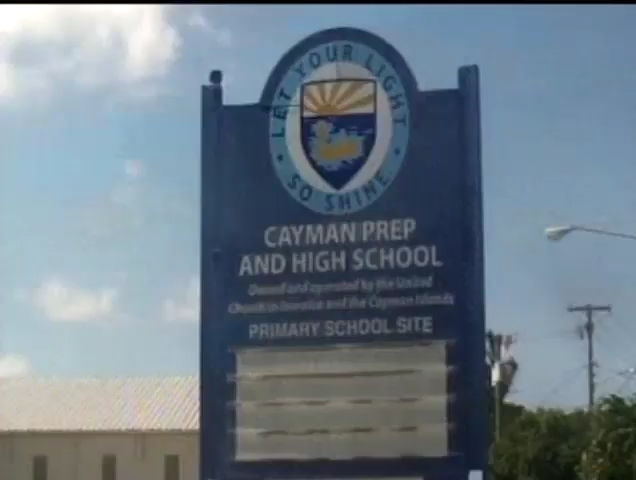 LET YOUR LIGHT
SO SHINE
CAYMAN PREP
AND HIGH SCHOOL
Owned and operated by the United
Church in Jamaica and the Cayman Islands
PRIMARY SCHOOL SITE